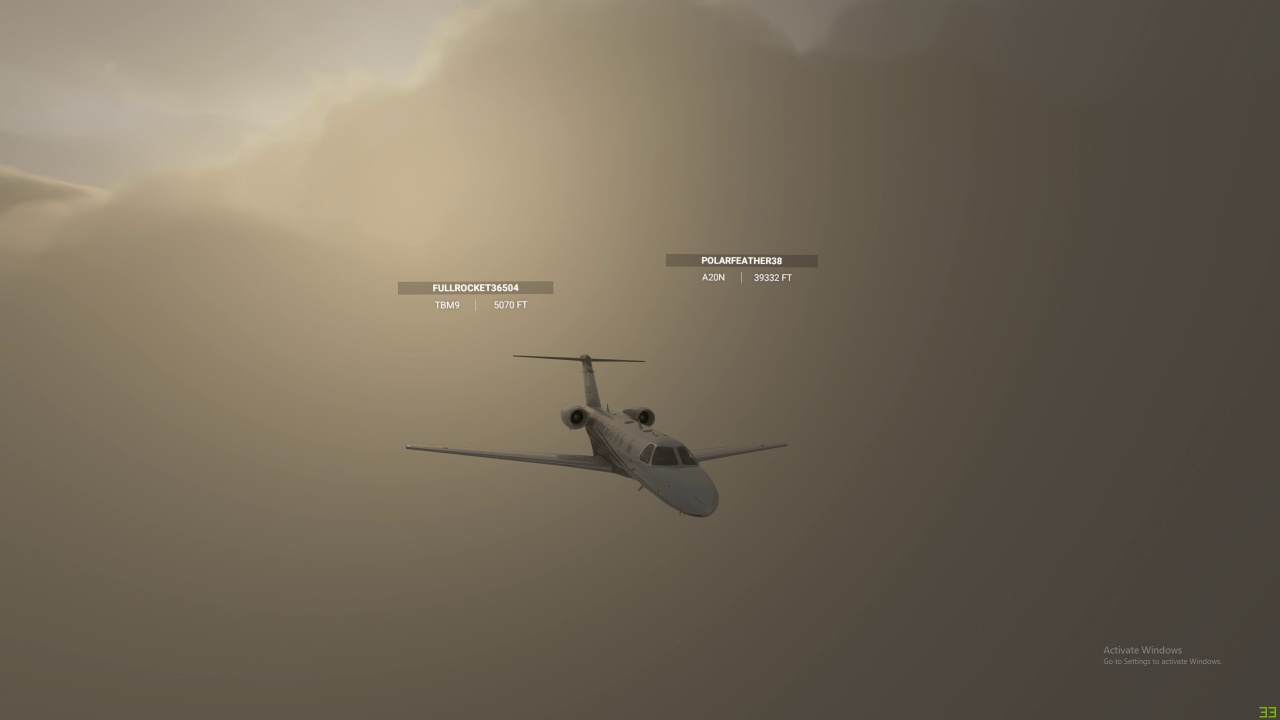 POLARFEATHER38
A20N | 39332 FT
FULLROCKET36504
TBM9 | 5070 FT
Activate Windows
Go to Settings to activate Windows.
33